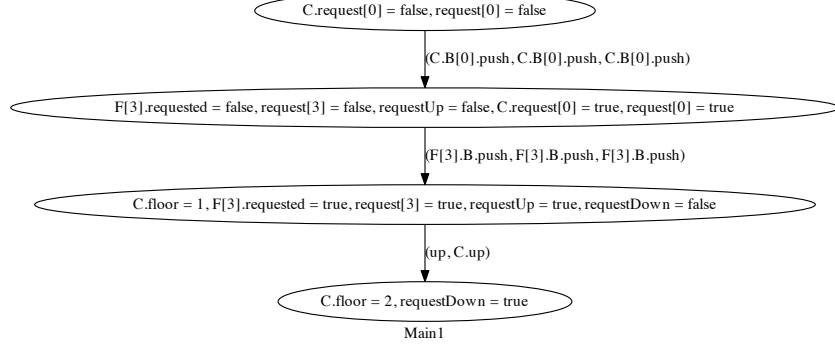 C.request[0] = false, request[0] = false
(C.B[0].push, C.B[0].push, C.B[0].push)
F[3].requested = false, request[3] = false, requestUp = false, C.request[0] = true, request[0] = true
(F[3].B.push, F[3].B.push, F[3].B.push)
C.floor = 1, F[3].requested = true, request[3] = true, requestUp = true, requestDown = false
(up, C.up)
C.floor = 2, requestDown = true
Main1